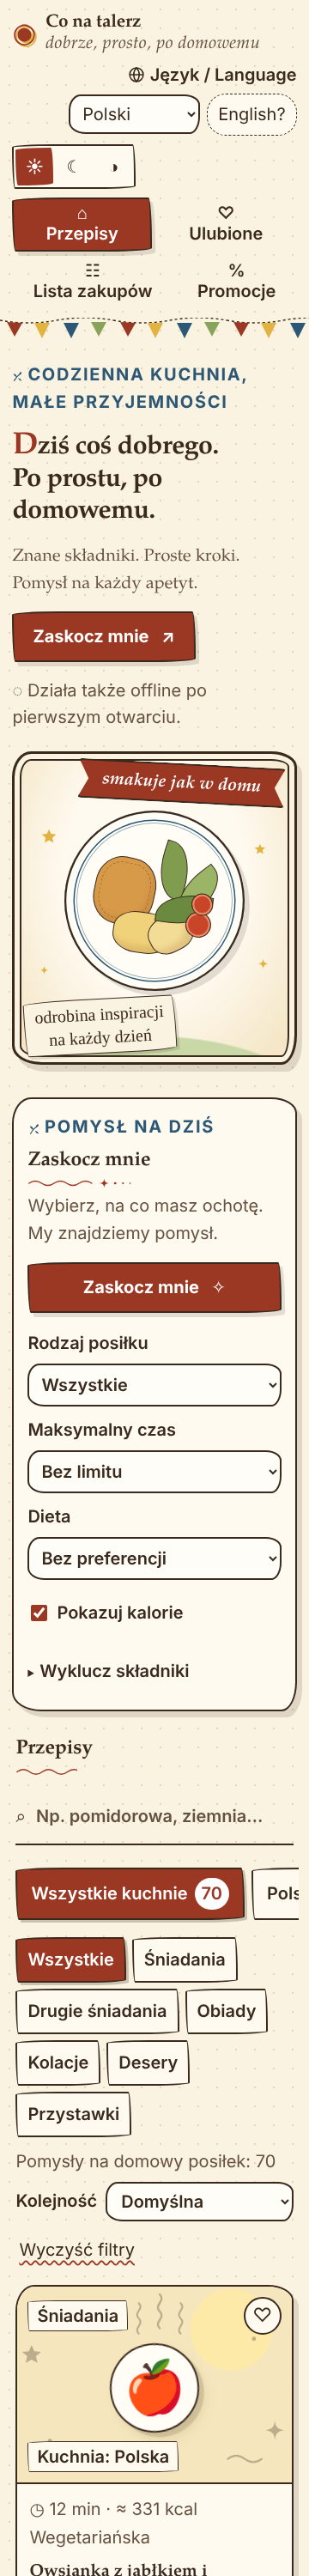 Co na talerz
dobrze, prosto, po domowemu
Język / Language
Polski
English?
Przepisy
Ulubione
Lista zakupów
%
Promocje
CODZIENNA KUCHNIA,
MAŁE PRZYJEMNOŚCI
Dziś coś dobrego.
Po prostu, po
domowemu.
Znane składniki. Proste kroki.
Pomysł na każdy apetyt.
Zaskocz mnie
Działa także offline po
pierwszym otwarciu.
smakuje jak w domu
odrobina inspiracji
na każdy dzień
POMYSŁ NA DZIŚ
Zaskocz mnie
Wybierz, na co masz ochotę.
My znajdziemy pomysł.
Zaskocz mnie
Rodzaj posiłku
Wszystkie
Maksymalny czas
Bez limitu
Dieta
Bez preferencji
Pokazuj kalorie
Wyklucz składniki
Przepisy
Np. pomidorowa, ziemnia...
Wszystkie kuchnie 70
Pols
Wszystkie
Śniadania
Drugie śniadania
Obiady
Kolacje
Desery
Przystawki
Pomysły na domowy posiłek: 70
Kolejność
Domyślna
Wyczyść filtry
Śniadania
Kuchnia: Polska
12 min · ≈ 331 kcal
Wegetariańska
Owsianka z jabłkiem i